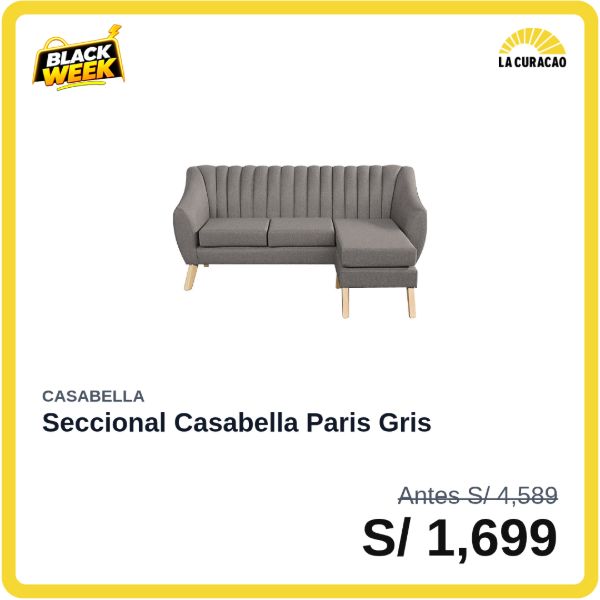 BLACK
WEEK
LA CURACAO
CASABELLA
Seccional Casabella Paris Gris
Antes S/ 4,589
S/ 1,699